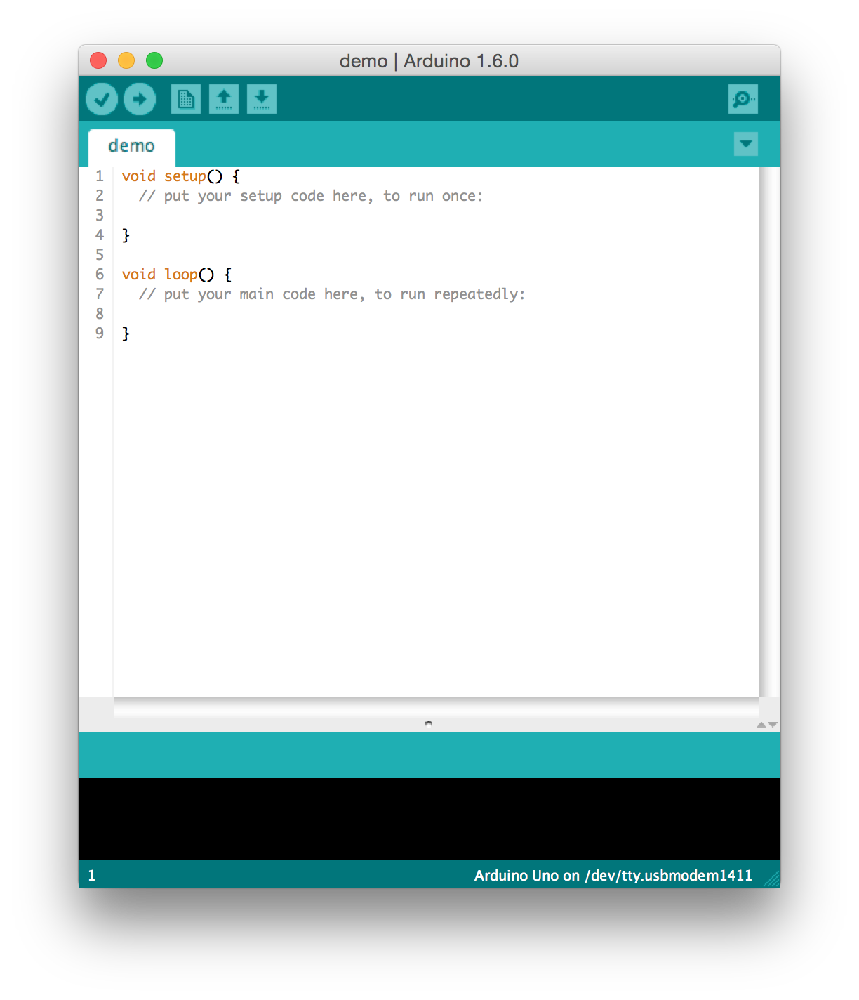 demo | Arduino 1.6.0
demo
1 void setup() {
2   // put your setup code here, to run once:
3
4 }
5
6 void loop() {
7   // put your main code here, to run repeatedly:
8
9 }
1 Arduino Uno on /dev/tty.usbmodem1411